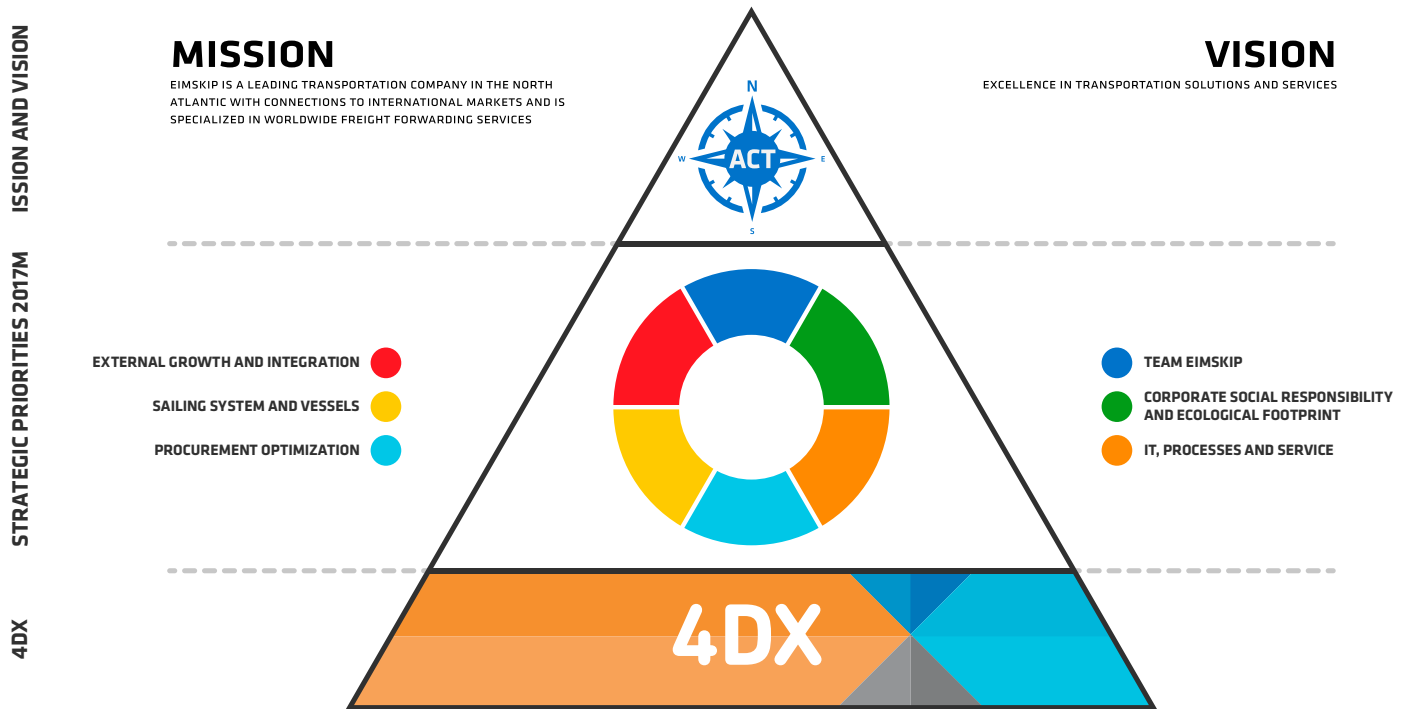 ISSION AND VISION
MISSION
EIMSKIP IS A LEADING TRANSPORTATION COMPANY IN THE NORTH
ATLANTIC WITH CONNECTIONS TO INTERNATIONAL MARKETS AND IS
SPECIALIZED IN WORLDWIDE FREIGHT FORWARDING SERVICES
VISION
EXCELLENCE IN TRANSPORTATION SOLUTIONS AND SERVICES
N
W
ACT
E
S
STRATEGIC PRIORITIES 2017M
EXTERNAL GROWTH AND INTEGRATION
SAILING SYSTEM AND VESSELS
PROCUREMENT OPTIMIZATION
TEAM EIMSKIP
CORPORATE SOCIAL RESPONSIBILITY
AND ECOLOGICAL FOOTPRINT
IT, PROCESSES AND SERVICE
4DX
4DX